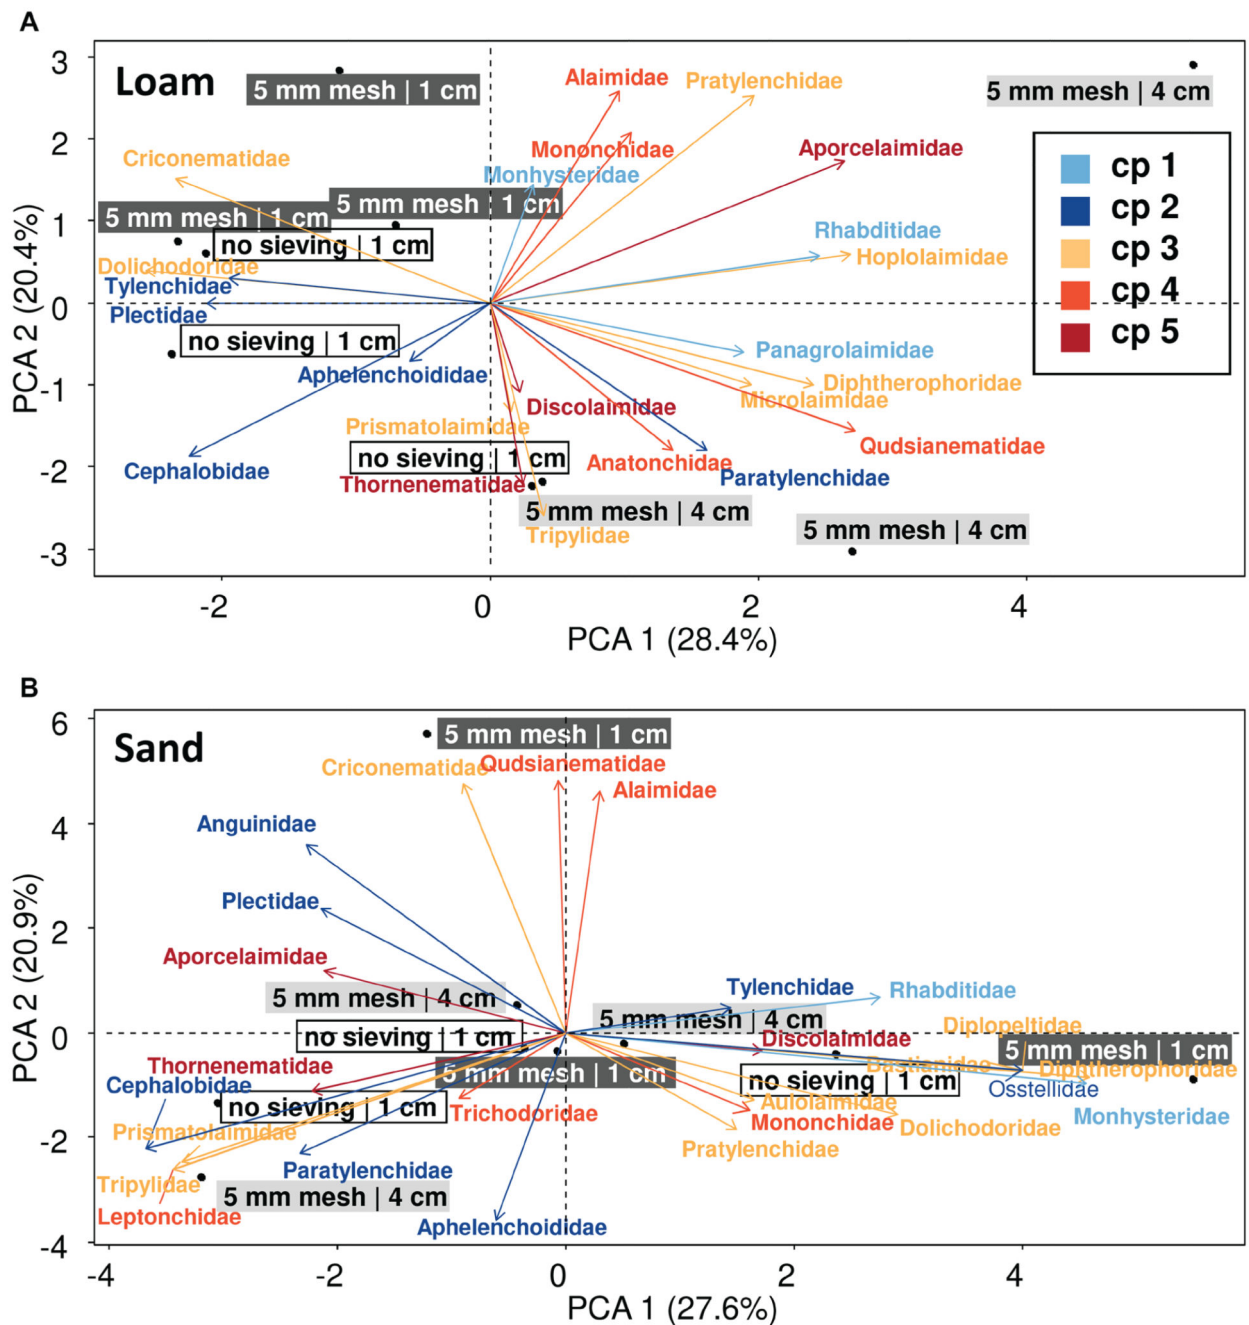 A
Loam
5 mm mesh | 1 cm
Alaimidae
Pratylenchidae
5 mm mesh | 4 cm
Criconematidae
Mononchidae
Monhysteridae
Aporcelaimidae
cp 1
cp 2
cp 3
cp 4
cp 5
5 mm mesh | 1 cm
5 mm mesh | 1 cm
no sieving | 1 cm
Rhabditidae
Hoplolaimidae
Dolichodoridae
Tylenchidae
Plectidae
no sieving | 1 cm
Aphelenchoididae
Panagrolaimidae
Diphtherophoridae
Microlaimidae
Discolaimidae
Prismatolaimidae
Qudsianematidae
no sieving | 1 cm
Anatonchidae
Cephalobidae
Thornenematidae
Paratylenchidae
5 mm mesh | 4 cm
Tripylidae
5 mm mesh | 4 cm
3
2
1
0
-1
-2
-3
PCA 2 (20.4%)
-2
0
2
4
PCA 1 (28.4%)
B
Sand
5 mm mesh | 1 cm
Criconematidae
Qudsianematidae
Alaimidae
Anguinidae
Plectidae
Aporcelaimidae
5 mm mesh | 4 cm
Tylenchidae
Rhabditidae
5 mm mesh | 4 cm
no sieving | 1 cm
Discolaimidae
Diplopeltidae
5 mm mesh | 1 cm
Thornenematidae
Bastianidae
Diphtherophoridae
5 mm mesh | 1 cm
no sieving | 1 cm
Cephalobidae
Osstellidae
no sieving | 1 cm
Trichodoridae
Aulolaimidae
Mononchidae
Monhysteridae
Dolichodoridae
Prismatolaimidae
Pratylenchidae
Paratylenchidae
Tripylidae
5 mm mesh | 4 cm
Leptonchidae
Aphelenchoididae
6
4
2
0
-2
-4
PCA 2 (20.9%)
-4
-2
0
2
4
PCA 1 (27.6%)